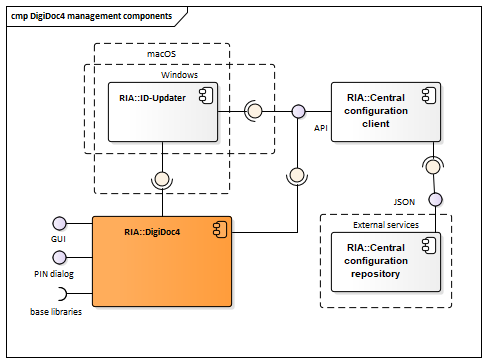 cmp DigiDoc4 management components
macOS
Windows
RIA::ID-Updater
RIA::Central
configuration
client
API
JSON
RIA::DigiDoc4
GUI
PIN dialog
base libraries
External services
RIA::Central
configuration
repository